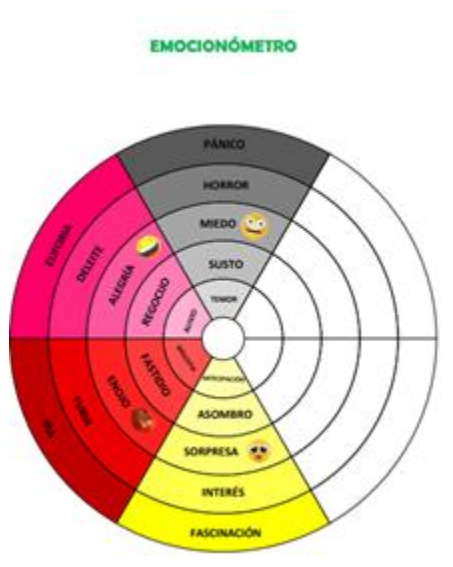 EMOCIONÓMETRO
PÁNICO
HORROR
MIEDO
SUSTO
TEMOR
EUFORIA
DELEITE
ALEGRÍA
REGOCIJO
ALIVIO
IRA
FURIA
ENOJO
FASTIDIO
ANTICIPACIÓN
ASOMBRO
SORPRESA
INTERÉS
FASCINACIÓN